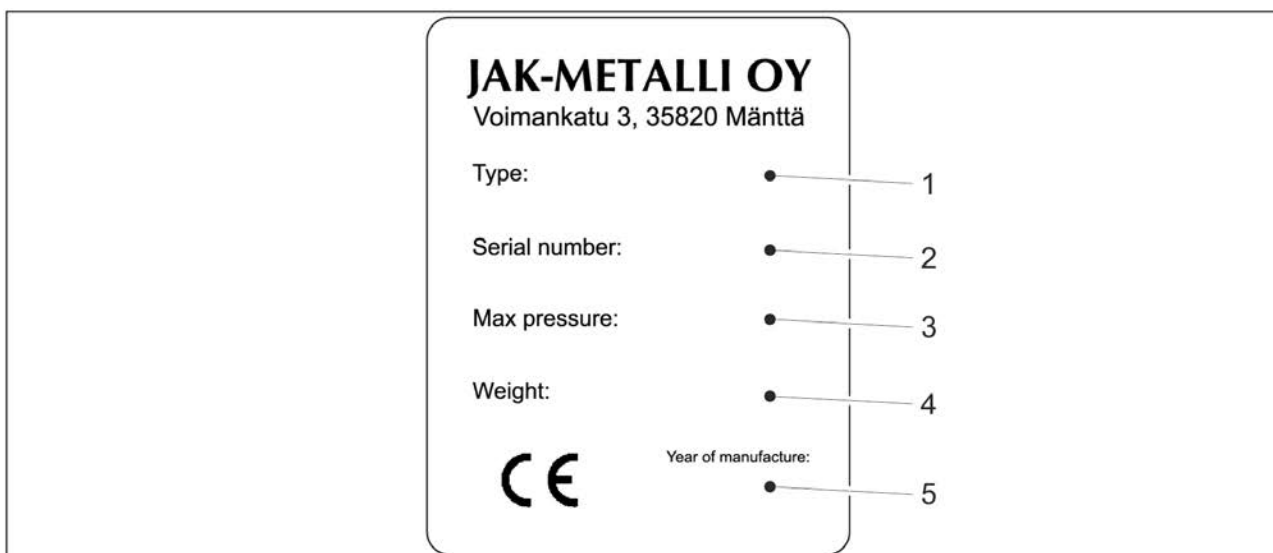 JAK-METALLI OY
Voimankatu 3, 35820 Mänttä
Type: 1
Serial number: 2
Max pressure: 3
Weight: 4
CE
Year of manufacture:
5